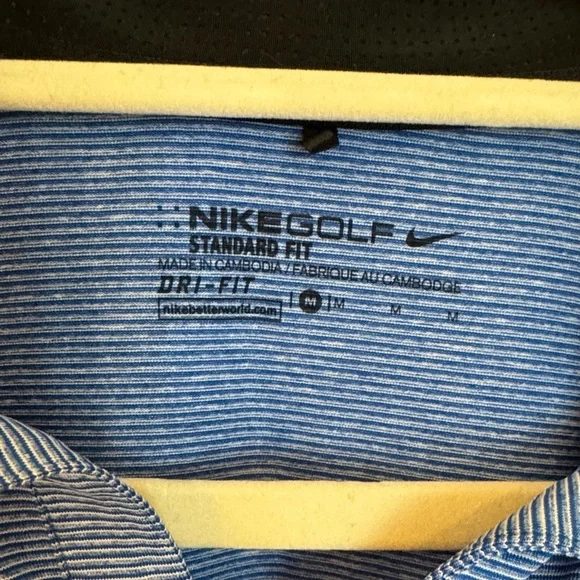 NIKEGOLF
STANDARD FIT
MADE IN CAMBODIA / FABRIQUE AU CAMBODGE
DRI-FIT | M | M M M
nikebetterworld.com